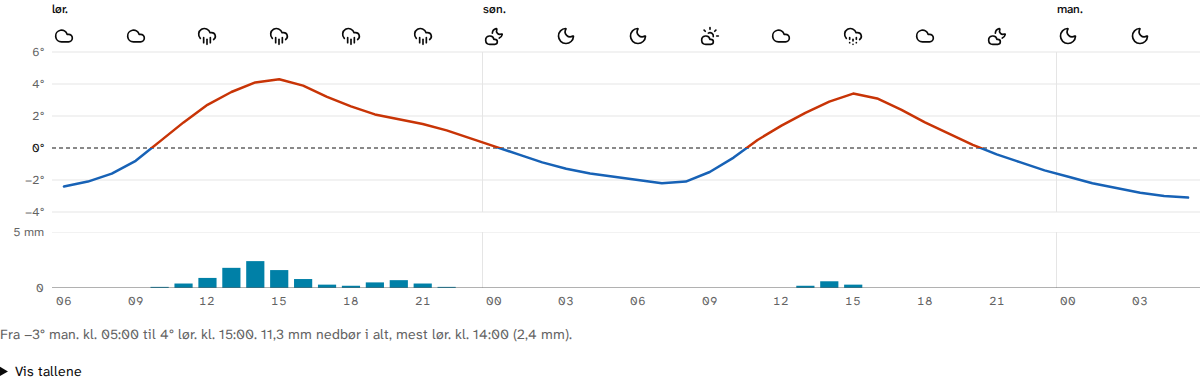 lør. søn. man.
6°
4°
2°
0°
−2°
−4°
5 mm
0
06 09 12 15 18 21 00 03 06 09 12 15 18 21 00 03
Fra −3° man. kl. 05:00 til 4° lør. kl. 15:00. 11,3 mm nedbør i alt, mest lør. kl. 14:00 (2,4 mm).
Vis tallene